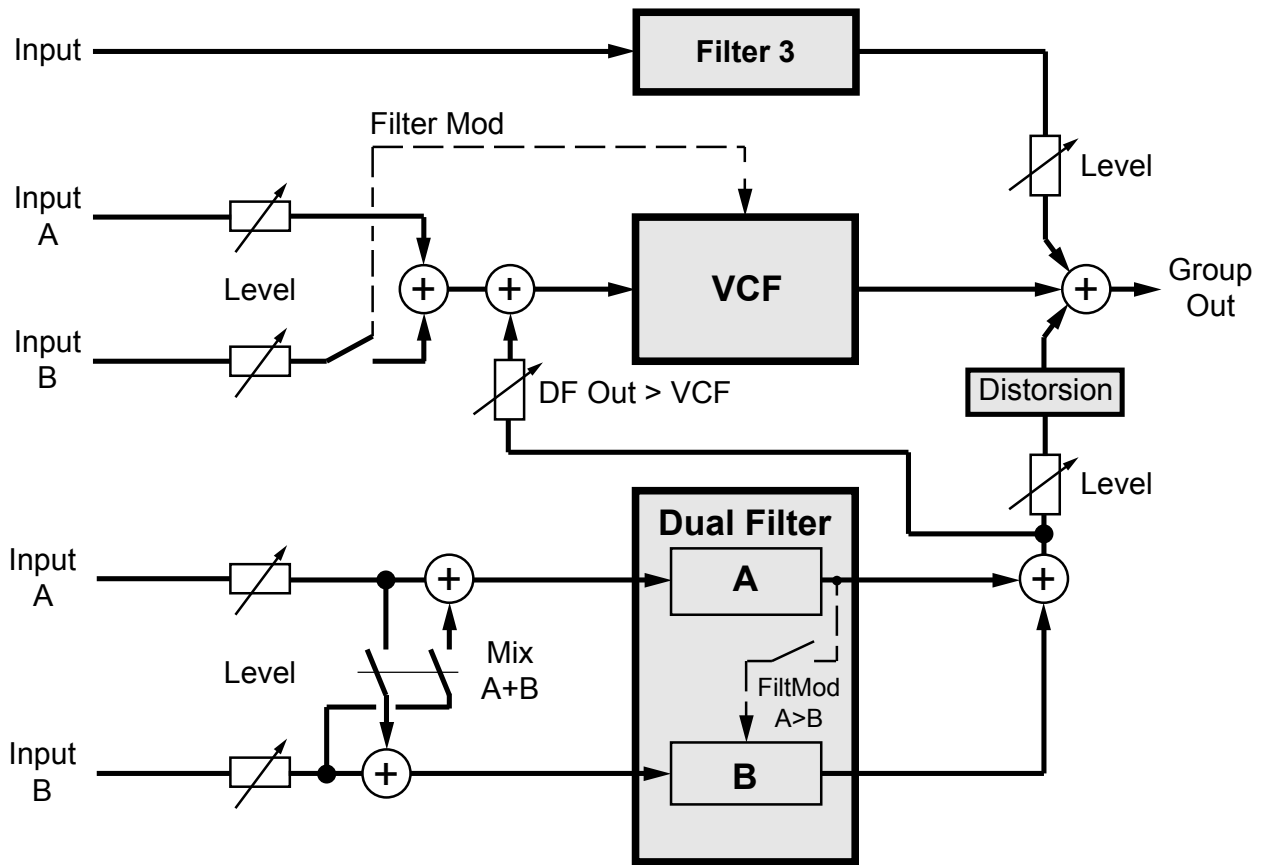 Input
Filter 3
Filter Mod
Level
Input
A
Level
VCF
Group
Out
Input
B
DF Out > VCF
Distorsion
Level
Dual Filter
Input
A
A
Level
Mix
A+B
FiltMod
A>B
Input
B
B